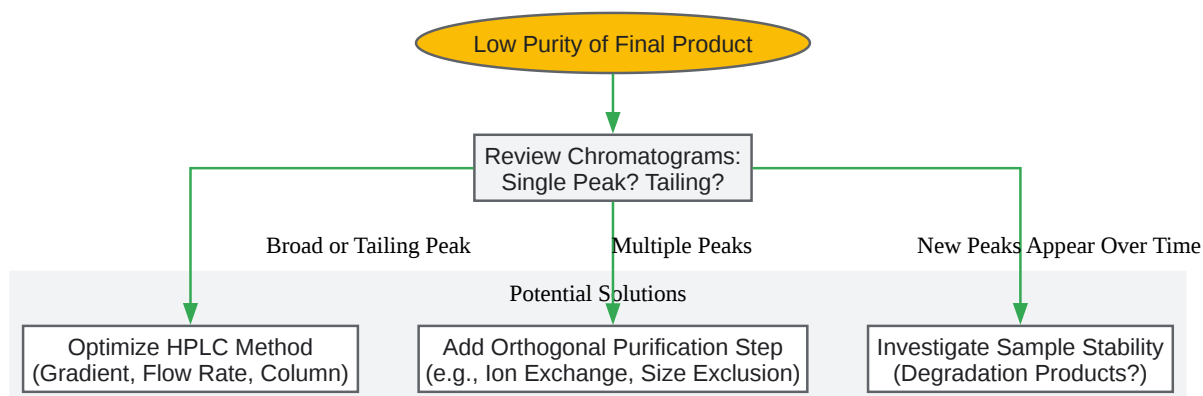 Low Purity of Final Product
Review Chromatograms:
Single Peak? Tailing?
Broad or Tailing Peak
Multiple Peaks
New Peaks Appear Over Time
Potential Solutions
Optimize HPLC Method
(Gradient, Flow Rate, Column)
Add Orthogonal Purification Step
(e.g., Ion Exchange, Size Exclusion)
Investigate Sample Stability
(Degradation Products?)